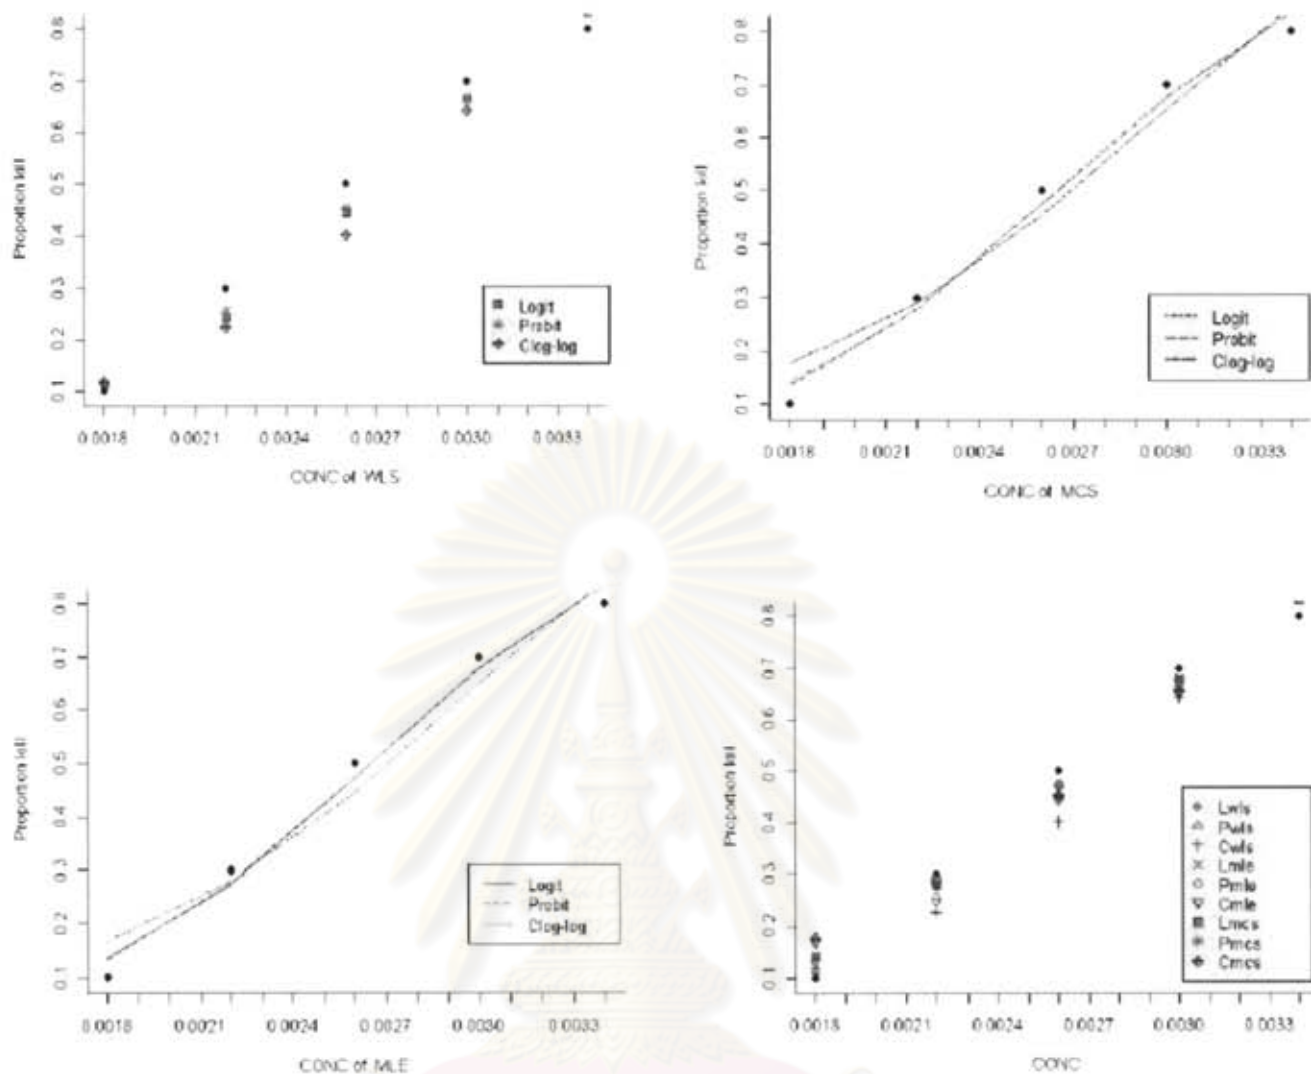 0.8
0.7
0.6
0.5
0.4
0.3
0.2
0.1
Proportion kill
Logit
Probit
Clog-log
0.0018 0.0021 0.0024 0.0027 0.0030 0.0033
CONC of WLS
0.8
0.7
0.6
0.5
0.4
0.3
0.2
0.1
Proportion kill
Logit
Probit
Clog-log
0.0018 0.0021 0.0024 0.0027 0.0030 0.0033
CONC of MCS
0.8
0.7
0.6
0.5
0.4
0.3
0.2
0.1
Proportion kill
Logit
Probit
Clog-log
0.0018 0.0021 0.0024 0.0027 0.0030 0.0033
CONC of MLE
0.8
0.7
0.6
0.5
0.4
0.3
0.2
0.1
Proportion kill
Lwls
Pwls
Cwls
Lmle
Pmle
Cmle
Lmcs
Pmcs
Cmcs
0.0018 0.0021 0.0024 0.0027 0.0030 0.0033
CONC